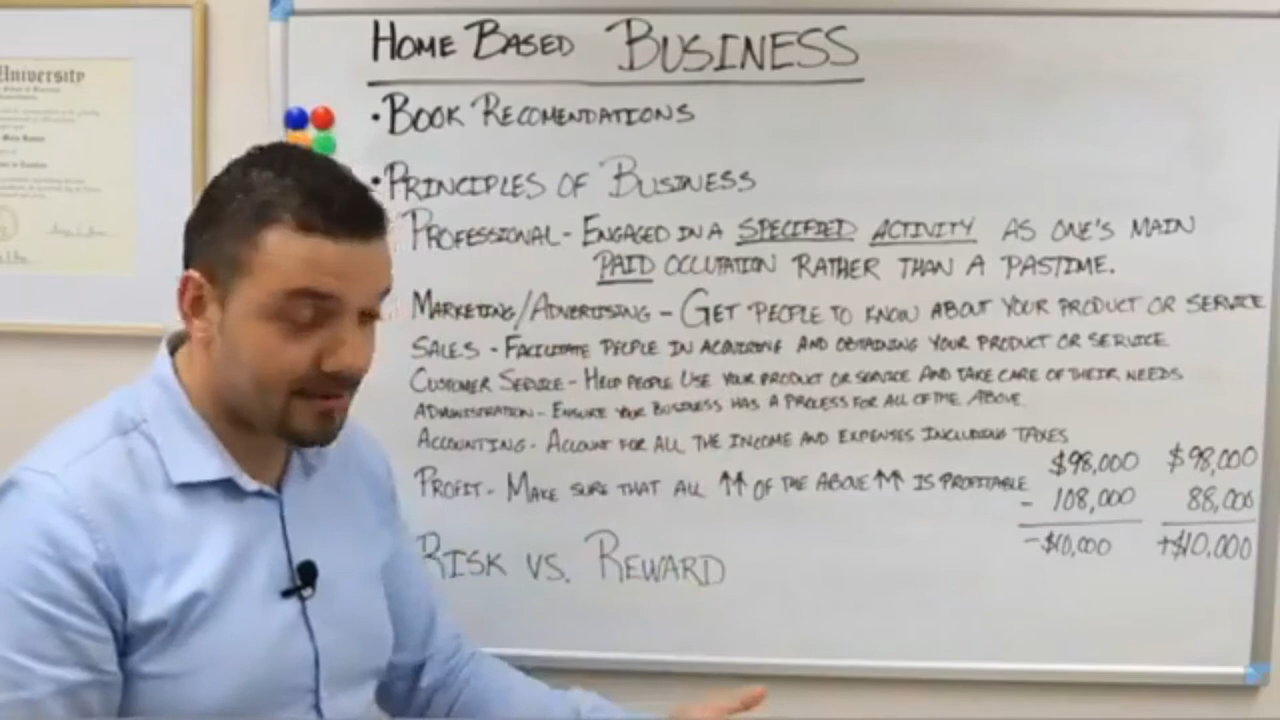 University
HOME BASED BUSINESS
• BOOK RECOMENDATIONS
• PRINCIPLES OF BUSINESS
PROFESSIONAL - ENGAGED IN A SPECIFIED ACTIVITY AS ONE'S MAIN
PAID OCCUTATION RATHER THAN A PASTIME.
MARKETING/ADVERTISING - GET PEOPLE TO KNOW ABOUT YOUR PRODUCT OR SERVICE
SALES - FACILITATE PEOPLE IN ACQUIRING AND OBTAINING YOUR PRODUCT OR SERVICE
CUSTOMER SERVICE - HELP PEOPLE USE YOUR PRODUCT OR SERVICE AND TAKE CARE OF THEIR NEEDS
ADMINISTRATION - ENSURE YOUR BUSINESS HAS A PROCESS FOR ALL OF THE ABOVE
ACCOUNTING - ACCOUNT FOR ALL THE INCOME AND EXPENSES INCLUDING TAXES
PROFIT - MAKE SURE THAT ALL ↑↑ OF THE ABOVE ↑↑ IS PROFITABLE
$98,000 $98,000
- 108,000 88,000
-$10,000 +$10,000
RISK VS. REWARD